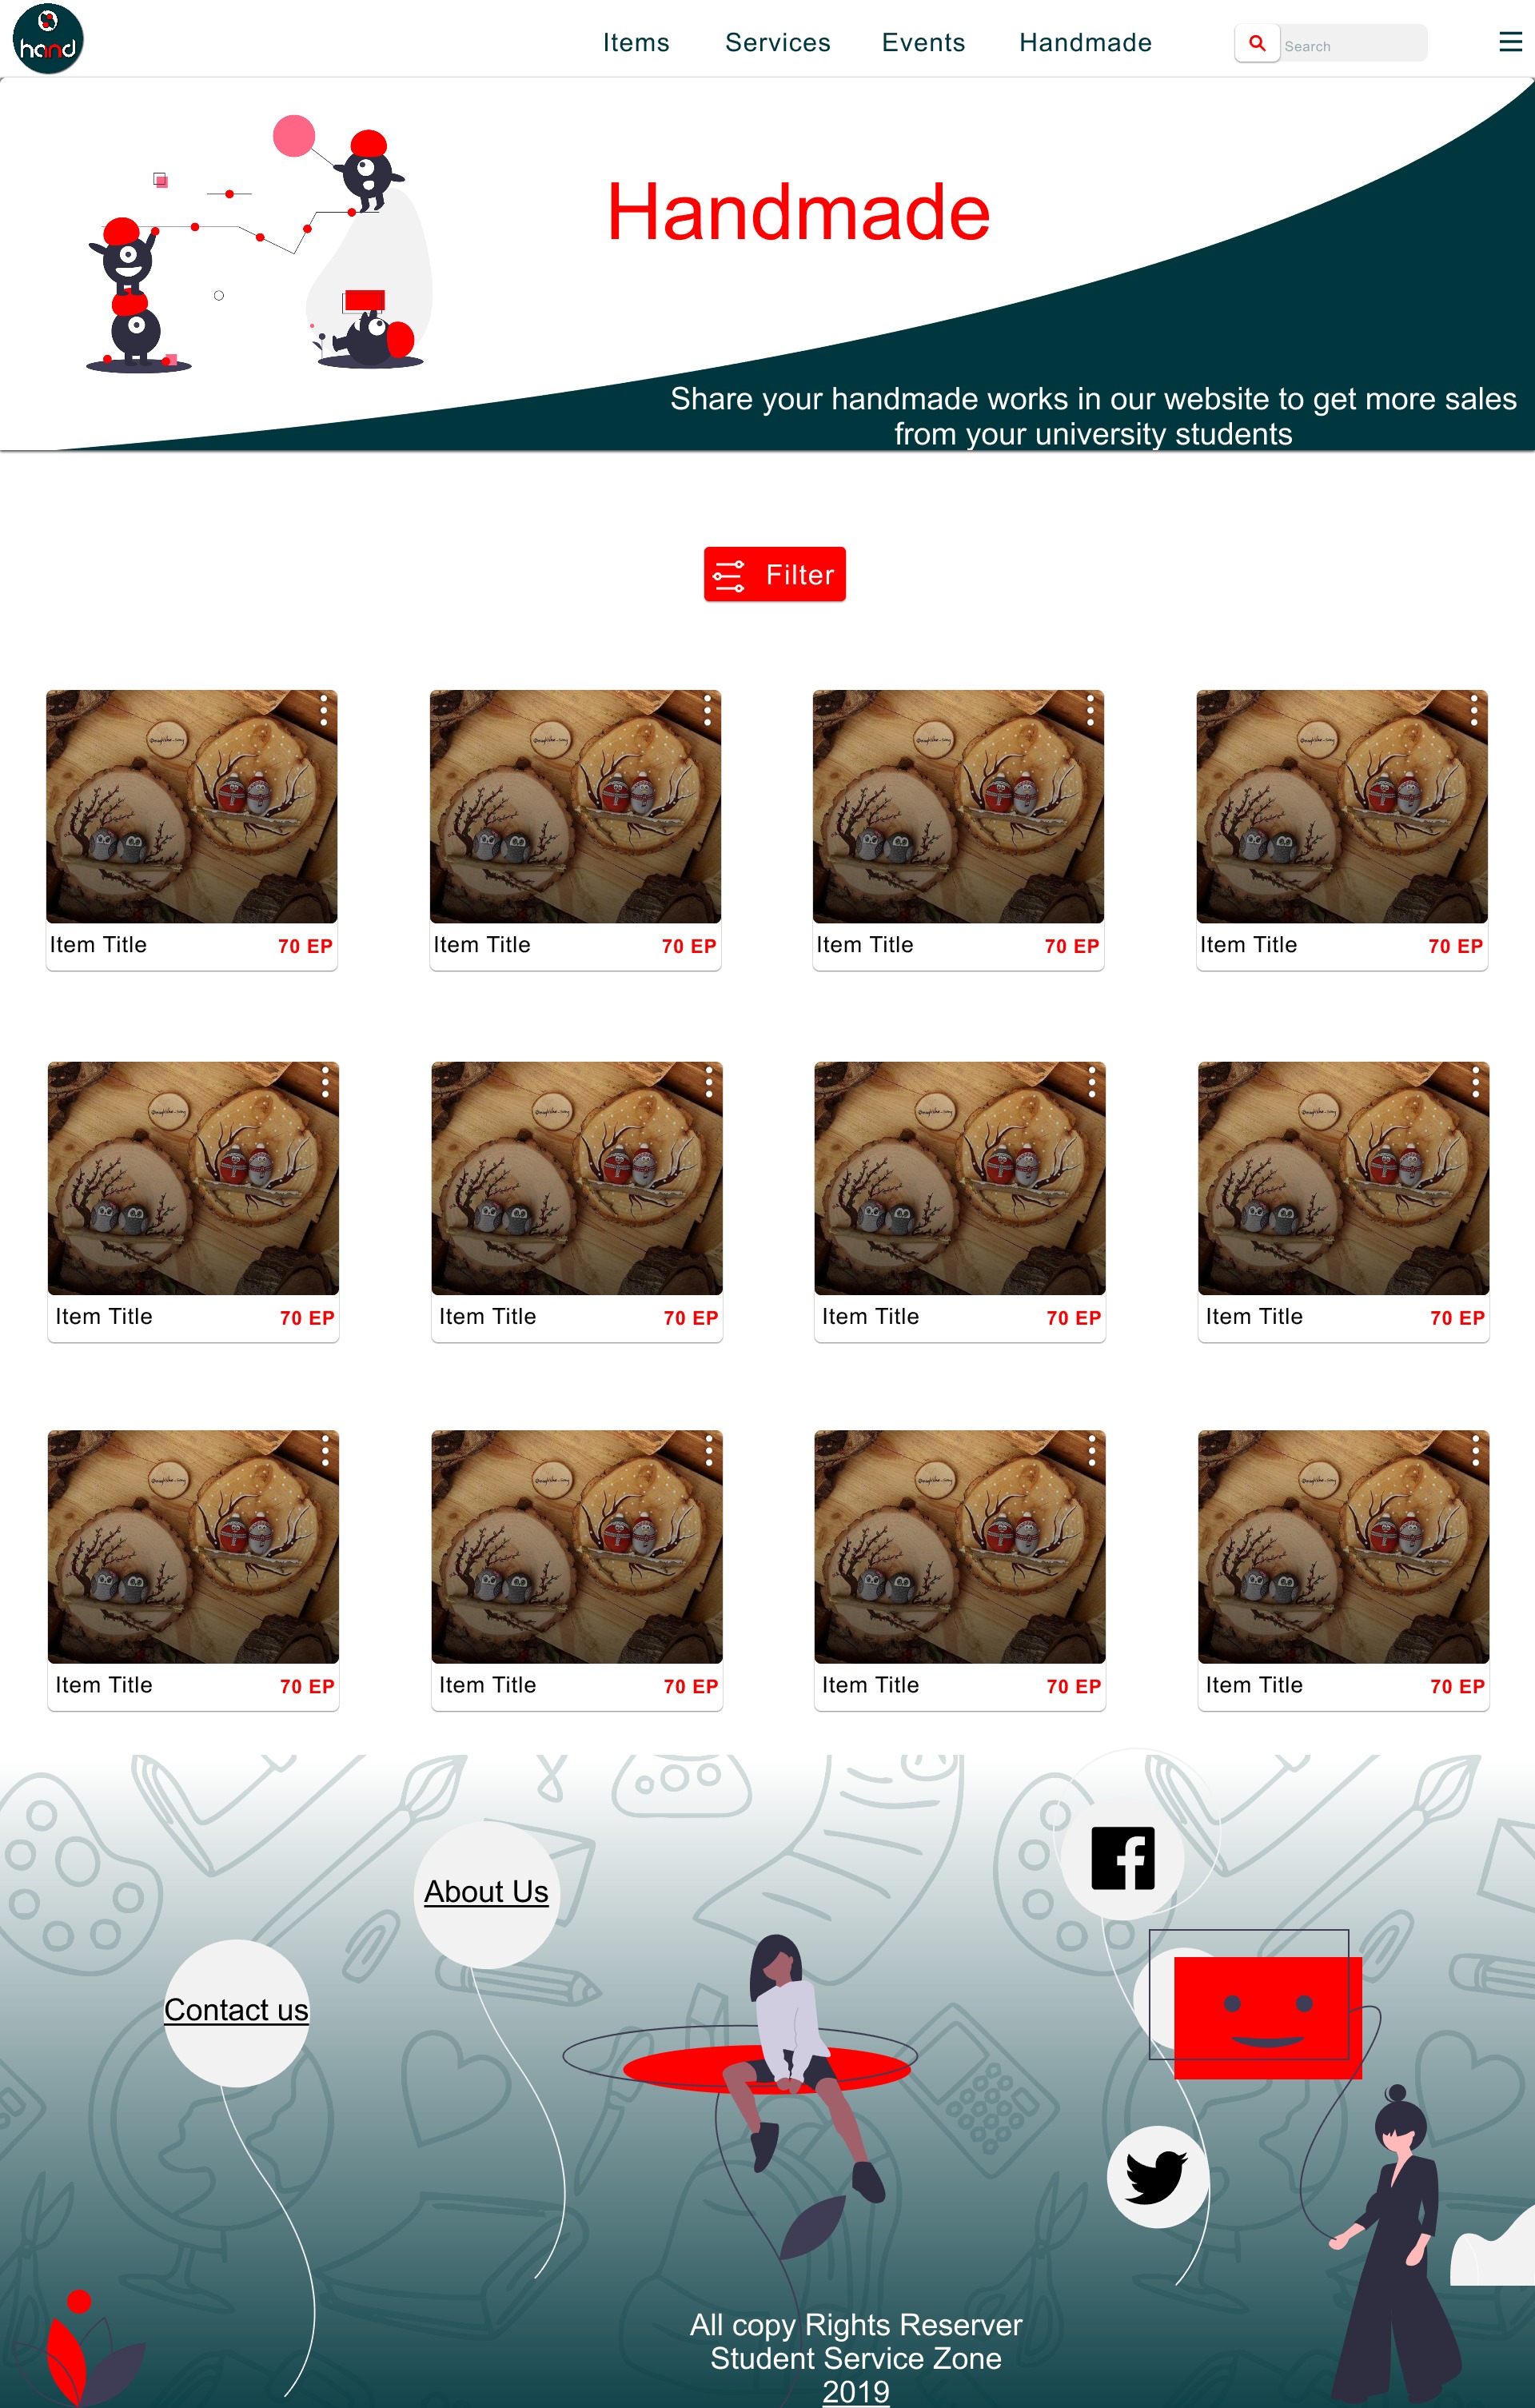 hand
Items Services Events Handmade Search
Handmade
Share your handmade works in our website to get more sales
from your university students
Filter
Item Title 70 EP Item Title 70 EP Item Title 70 EP Item Title 70 EP
Item Title 70 EP Item Title 70 EP Item Title 70 EP Item Title 70 EP
Item Title 70 EP Item Title 70 EP Item Title 70 EP Item Title 70 EP
About Us
Contact us
All copy Rights Reserver
Student Service Zone
2019